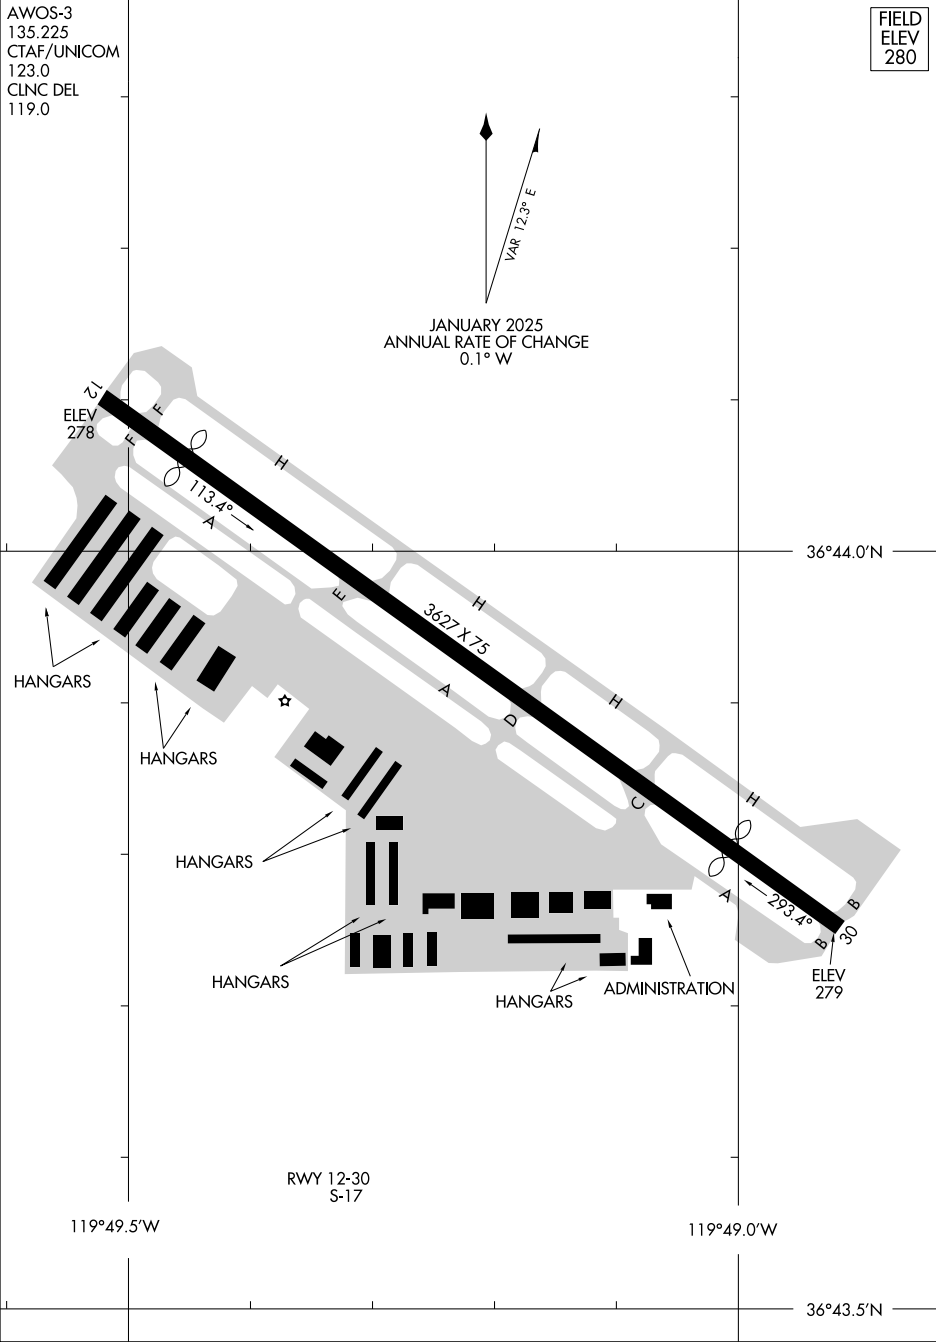 AWOS-3
135.225
CTAF/UNICOM
123.0
CLNC DEL
119.0
FIELD
ELEV
280
VAR 12.3° E
JANUARY 2025
ANNUAL RATE OF CHANGE
0.1° W
12
ELEV
278
F
F
H
113.4°
A
36°44.0'N
E
H
3627 X 75
HANGARS
A
H
D
HANGARS
C
H
HANGARS
A
293.4°
B
B
30
HANGARS
HANGARS
ADMINISTRATION
ELEV
279
RWY 12-30
S-17
119°49.5'W
119°49.0'W
36°43.5'N